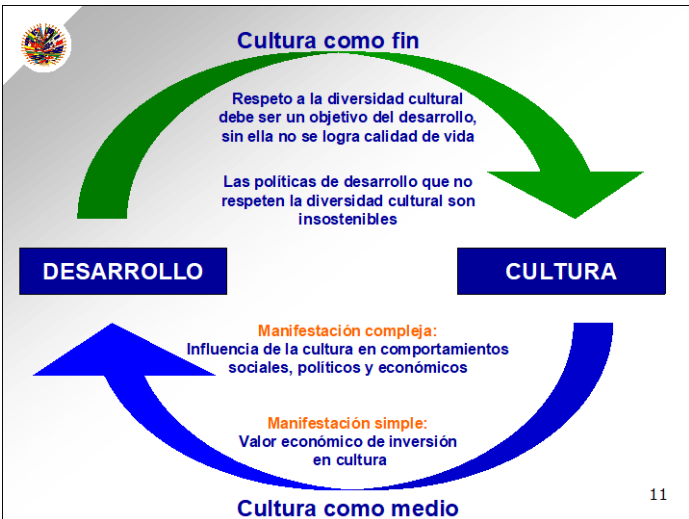 Cultura como fin
Respeto a la diversidad cultural
debe ser un objetivo del desarrollo,
sin ella no se logra calidad de vida
Las políticas de desarrollo que no
respeten la diversidad cultural son
insostenibles
DESARROLLO
CULTURA
Manifestación compleja:
Influencia de la cultura en comportamientos
sociales, políticos y económicos
Manifestación simple:
Valor económico de inversión
en cultura
Cultura como medio
11